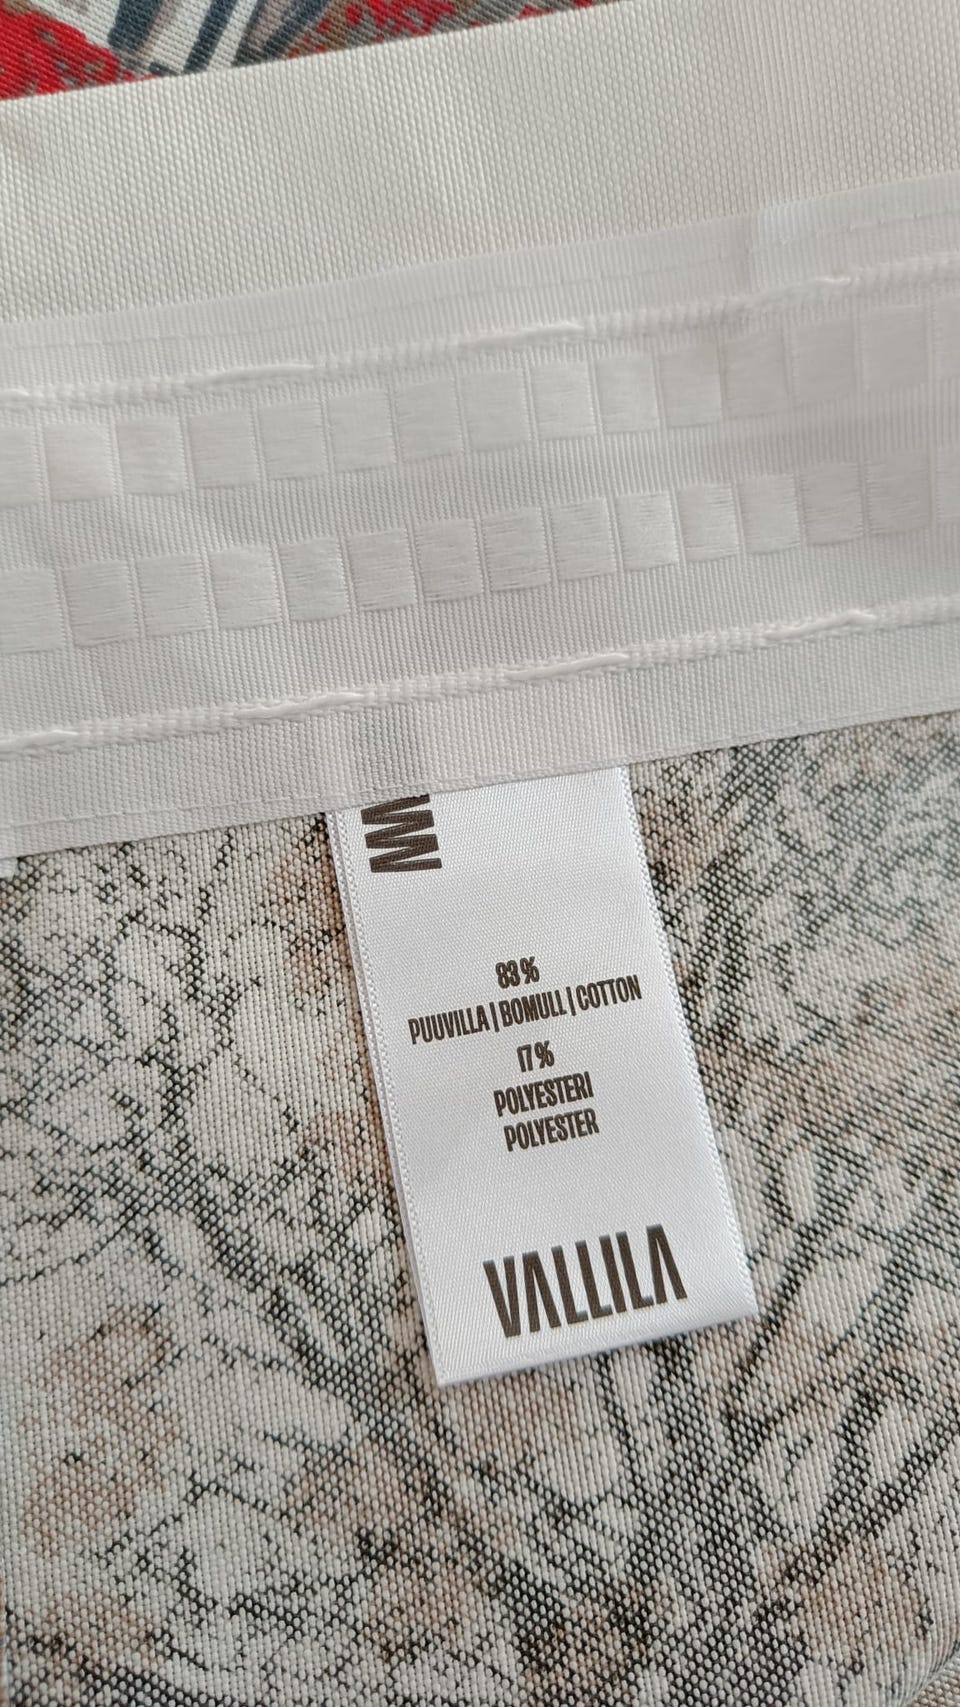 83 %
PUUVILLA | BOMULL | COTTON
17 %
POLYESTERI
POLYESTER
VALLILA